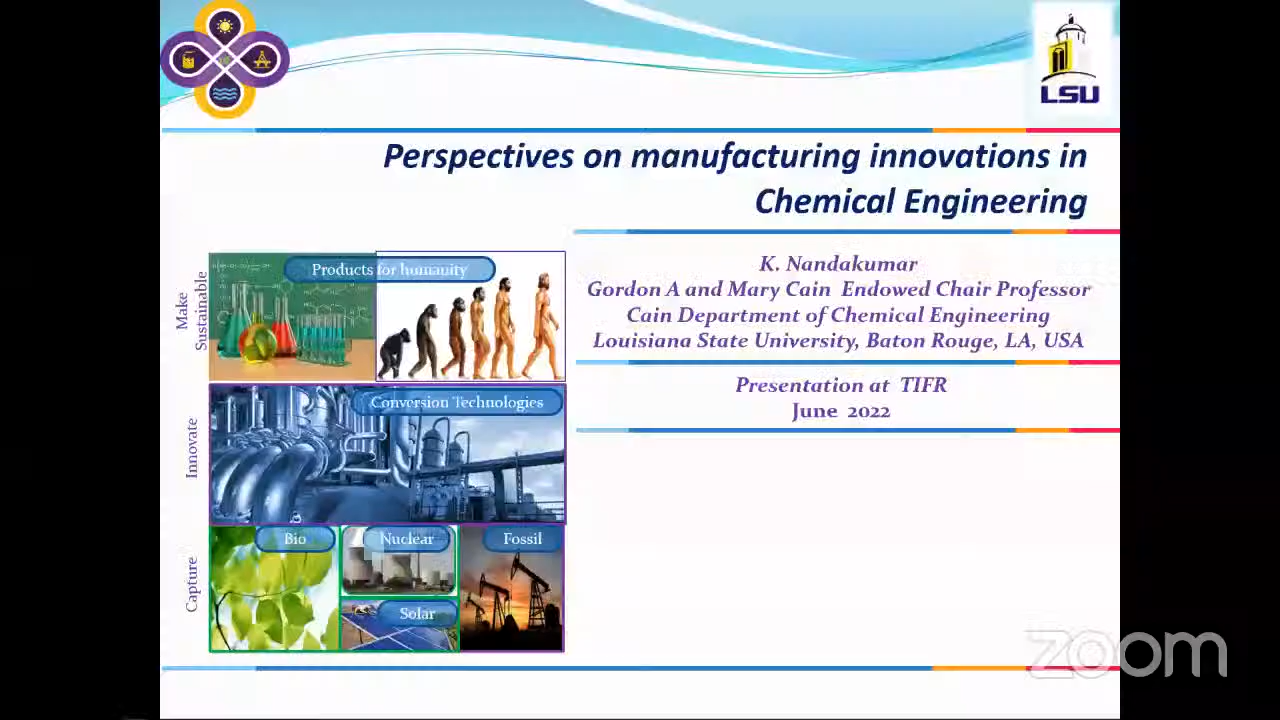 LSU
Perspectives on manufacturing innovations in
Chemical Engineering
K. Nandakumar
Gordon A and Mary Cain Endowed Chair Professor
Cain Department of Chemical Engineering
Louisiana State University, Baton Rouge, LA, USA
Presentation at TIFR
June 2022
Make
Sustainable
Products for humanity
Innovate
Conversion Technologies
Capture
Bio
Nuclear
Fossil
Solar
zoom